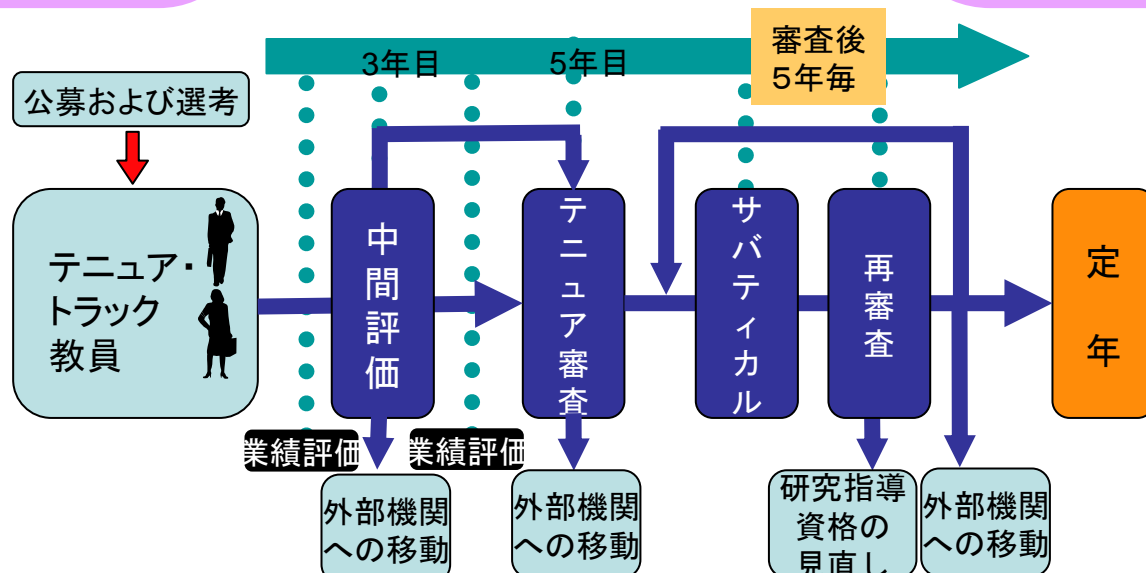 3年目
5年目
審査後
5年毎
公募および選考
テニュア・
トラック
教員
中間評価
テニュア審査
サバティカル
再審査
定年
業績評価
業績評価
外部機関
への移動
外部機関
への移動
研究指導
資格の
見直し
外部機関
への移動